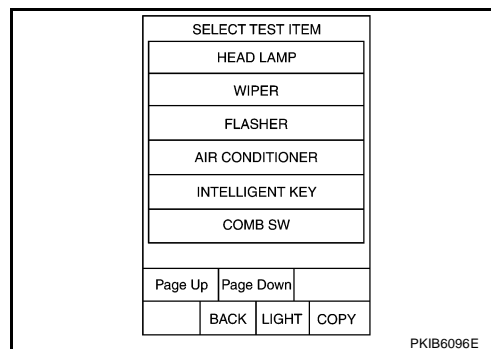 SELECT TEST ITEM
HEAD LAMP
WIPER
FLASHER
AIR CONDITIONER
INTELLIGENT KEY
COMB SW
Page Up Page Down
BACK LIGHT COPY
PKIB6096E